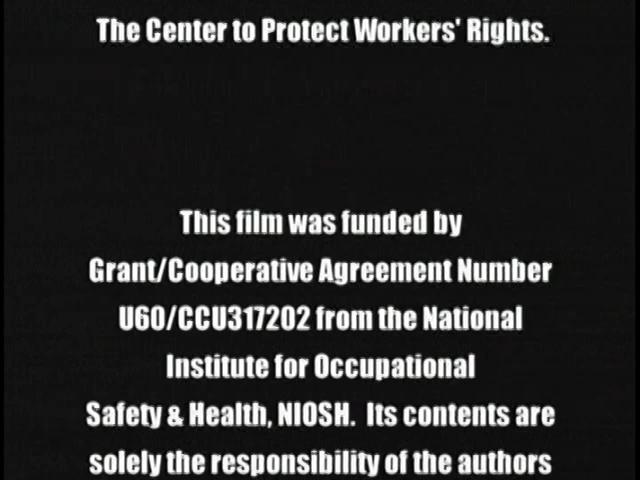 The Center to Protect Workers' Rights.
This film was funded by
Grant/Cooperative Agreement Number
U60/CCU317202 from the National
Institute for Occupational
Safety & Health, NIOSH.  Its contents are
solely the responsibility of the authors